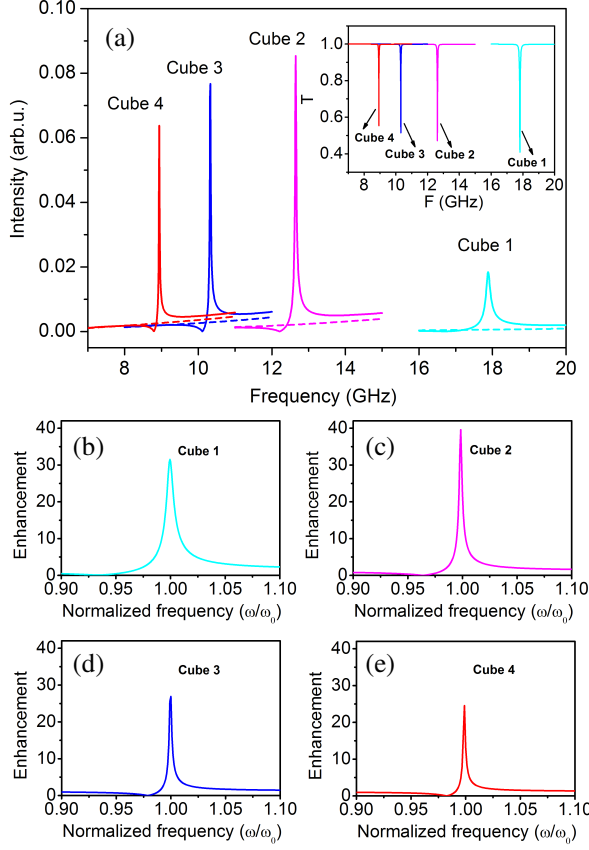 (a)
Cube 2
Cube 3
Cube 4
Cube 1
Intensity (arb.u.)
0.10
0.08
0.06
0.04
0.02
0.00
8 10 12 14 16 18 20
Frequency (GHz)
T
1.0
0.8
0.6
0.4
Cube 4
Cube 3
Cube 2
Cube 1
8 10 12 14 16 18 20
F (GHz)
(b)
Cube 1
Enhancement
40
30
20
10
0
0.90 0.95 1.00 1.05 1.10
Normalized frequency (ω/ω₀)
(c)
Cube 2
Enhancement
40
30
20
10
0
0.90 0.95 1.00 1.05 1.10
Normalized frequency (ω/ω₀)
(d)
Cube 3
Enhancement
40
30
20
10
0
0.90 0.95 1.00 1.05 1.10
Normalized frequency (ω/ω₀)
(e)
Cube 4
Enhancement
40
30
20
10
0
0.90 0.95 1.00 1.05 1.10
Normalized frequency (ω/ω₀)